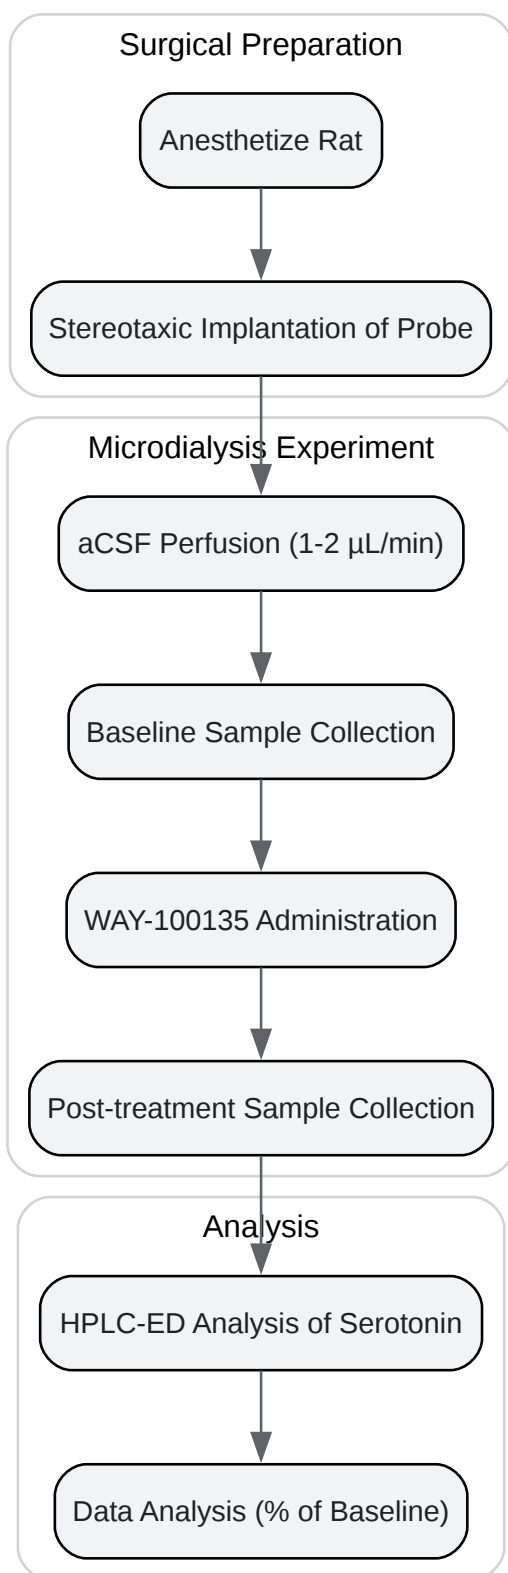 Surgical Preparation
Anesthetize Rat
Stereotaxic Implantation of Probe
Microdialysis Experiment
aCSF Perfusion (1-2 µL/min)
Baseline Sample Collection
WAY-100135 Administration
Post-treatment Sample Collection
Analysis
HPLC-ED Analysis of Serotonin
Data Analysis (% of Baseline)